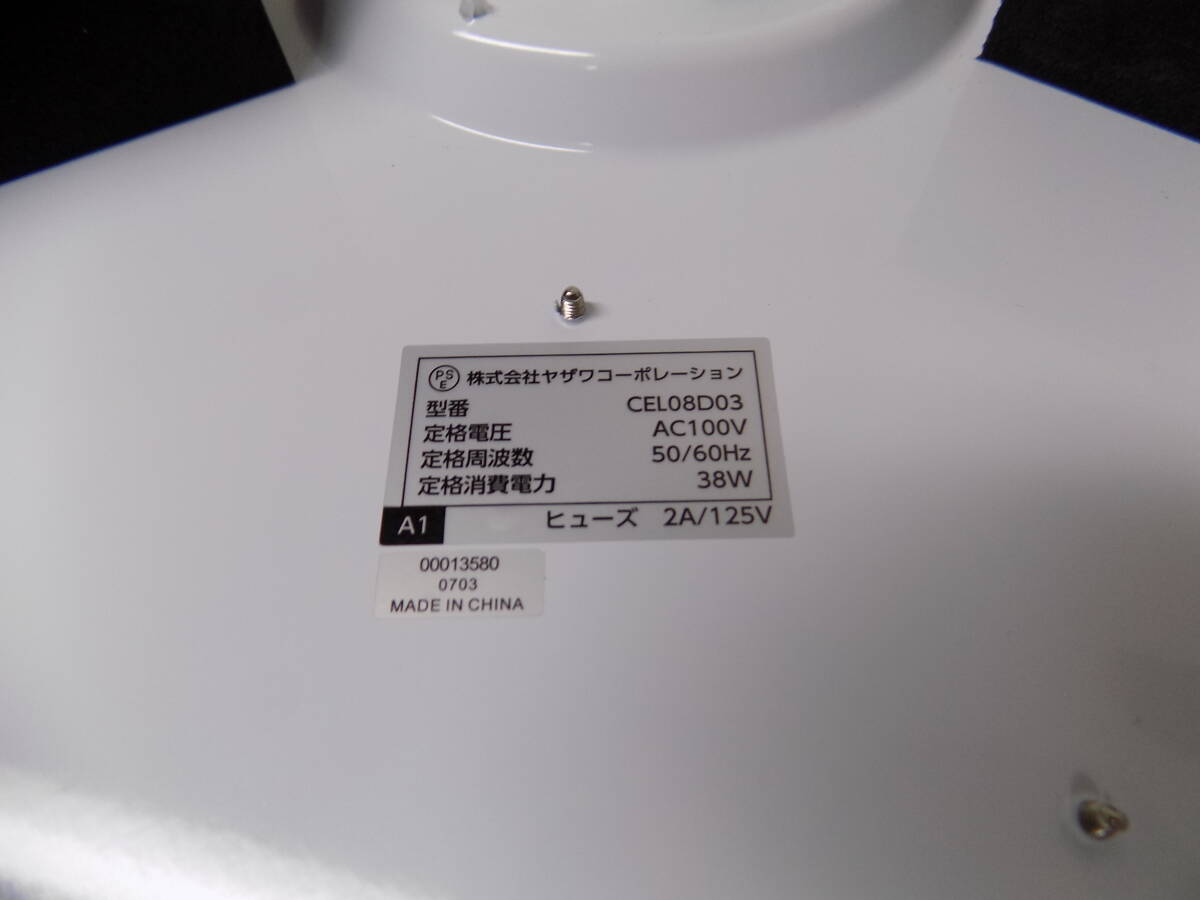 PSE 株式会社ヤザワコーポレーション
型番 CEL08D03
定格電圧 AC100V
定格周波数 50/60Hz
定格消費電力 38W
A1 ヒューズ 2A/125V
00013580
0703
MADE IN CHINA